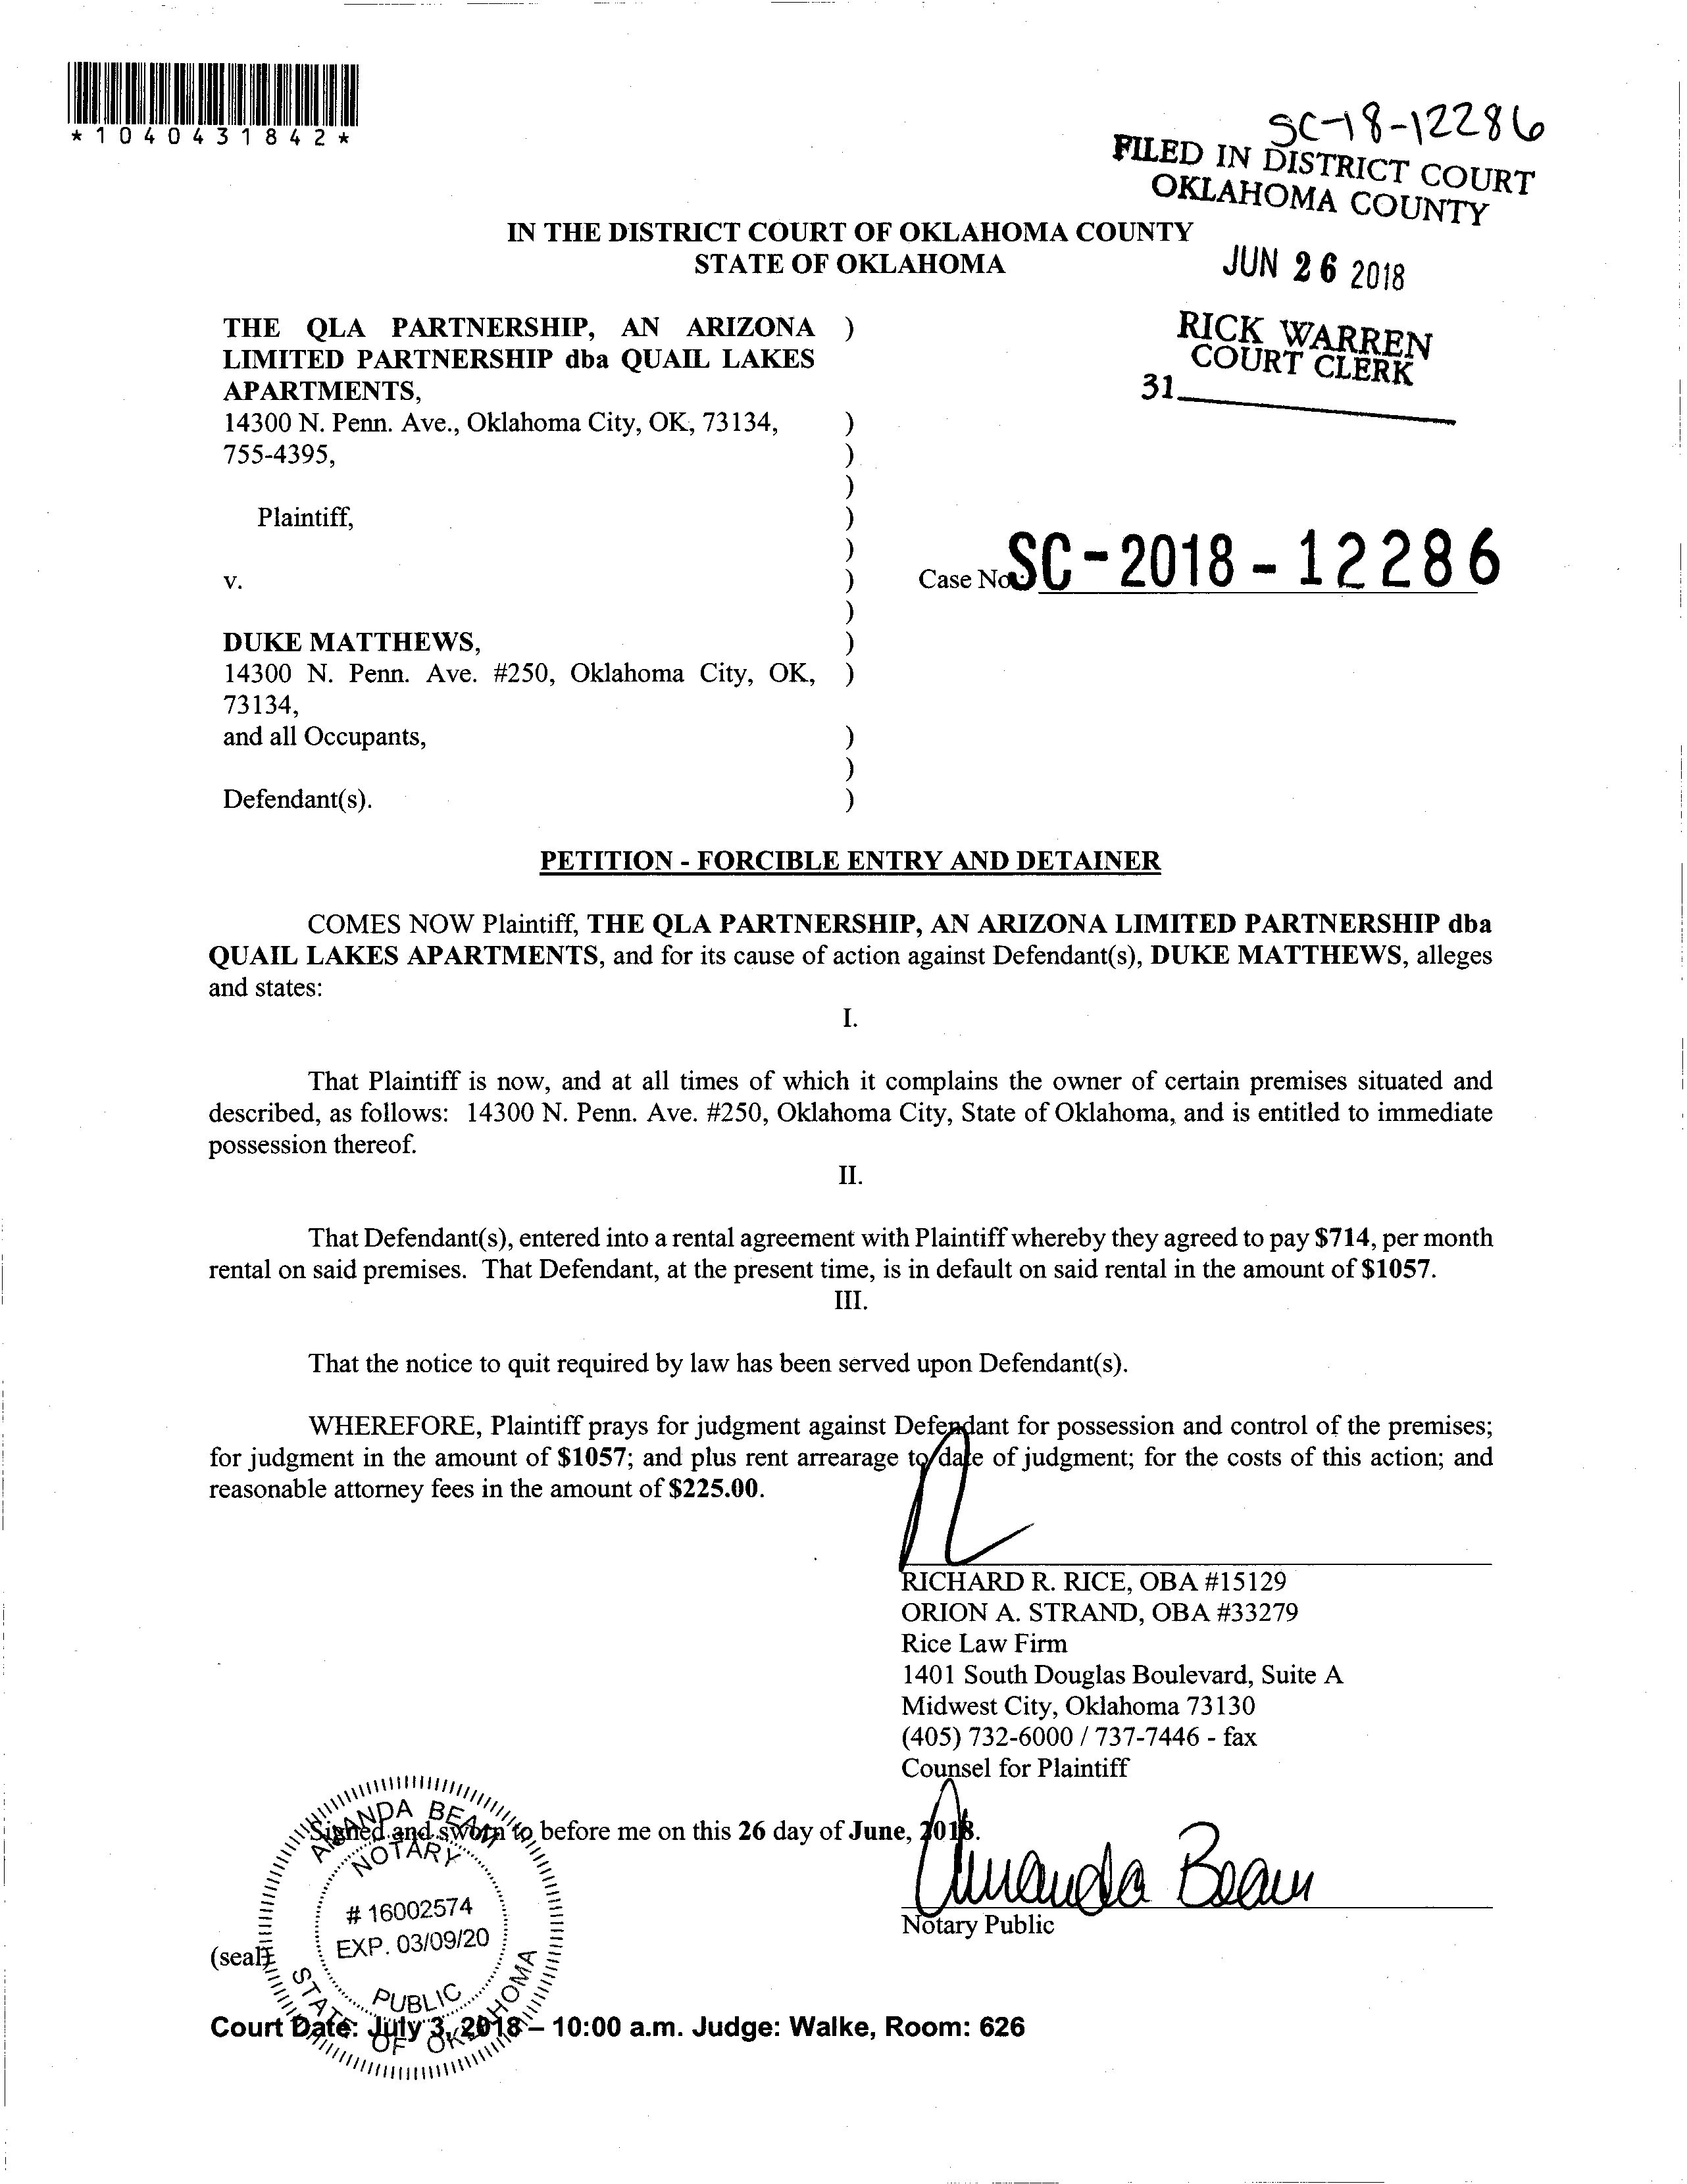 *1040431842*
SC-18-12286
FILED IN DISTRICT COURT
OKLAHOMA COUNTY
JUN 26 2018
RICK WARREN
COURT CLERK
31
IN THE DISTRICT COURT OF OKLAHOMA COUNTY
STATE OF OKLAHOMA
THE QLA PARTNERSHIP, AN ARIZONA )
LIMITED PARTNERSHIP dba QUAIL LAKES
APARTMENTS,
14300 N. Penn. Ave., Oklahoma City, OK, 73134, )
755-4395, )
)
Plaintiff, )
)
v. )
Case No. SC-2018-12286
)
DUKE MATTHEWS, )
14300 N. Penn. Ave. #250, Oklahoma City, OK, )
73134,
and all Occupants, )
)
Defendant(s). )
PETITION - FORCIBLE ENTRY AND DETAINER
COMES NOW Plaintiff, THE QLA PARTNERSHIP, AN ARIZONA LIMITED PARTNERSHIP dba
QUAIL LAKES APARTMENTS, and for its cause of action against Defendant(s), DUKE MATTHEWS, alleges
and states:
I.
That Plaintiff is now, and at all times of which it complains the owner of certain premises situated and
described, as follows: 14300 N. Penn. Ave. #250, Oklahoma City, State of Oklahoma, and is entitled to immediate
possession thereof.
II.
That Defendant(s), entered into a rental agreement with Plaintiff whereby they agreed to pay $714, per month
rental on said premises. That Defendant, at the present time, is in default on said rental in the amount of $1057.
III.
That the notice to quit required by law has been served upon Defendant(s).
WHEREFORE, Plaintiff prays for judgment against Defendant for possession and control of the premises;
for judgment in the amount of $1057; and plus rent arrearage to date of judgment; for the costs of this action; and
reasonable attorney fees in the amount of $225.00.
RICHARD R. RICE, OBA #15129
ORION A. STRAND, OBA #33279
Rice Law Firm
1401 South Douglas Boulevard, Suite A
Midwest City, Oklahoma 73130
(405) 732-6000 / 737-7446 - fax
Counsel for Plaintiff
Signed and sworn to before me on this 26 day of June, 2018.
Amanda Beam
Notary Public
AMANDA BEAM
NOTARY
# 16002574
EXP. 03/09/20
PUBLIC
STATE OF OKLAHOMA
(seal)
Court Date: July 3, 2018 – 10:00 a.m. Judge: Walke, Room: 626